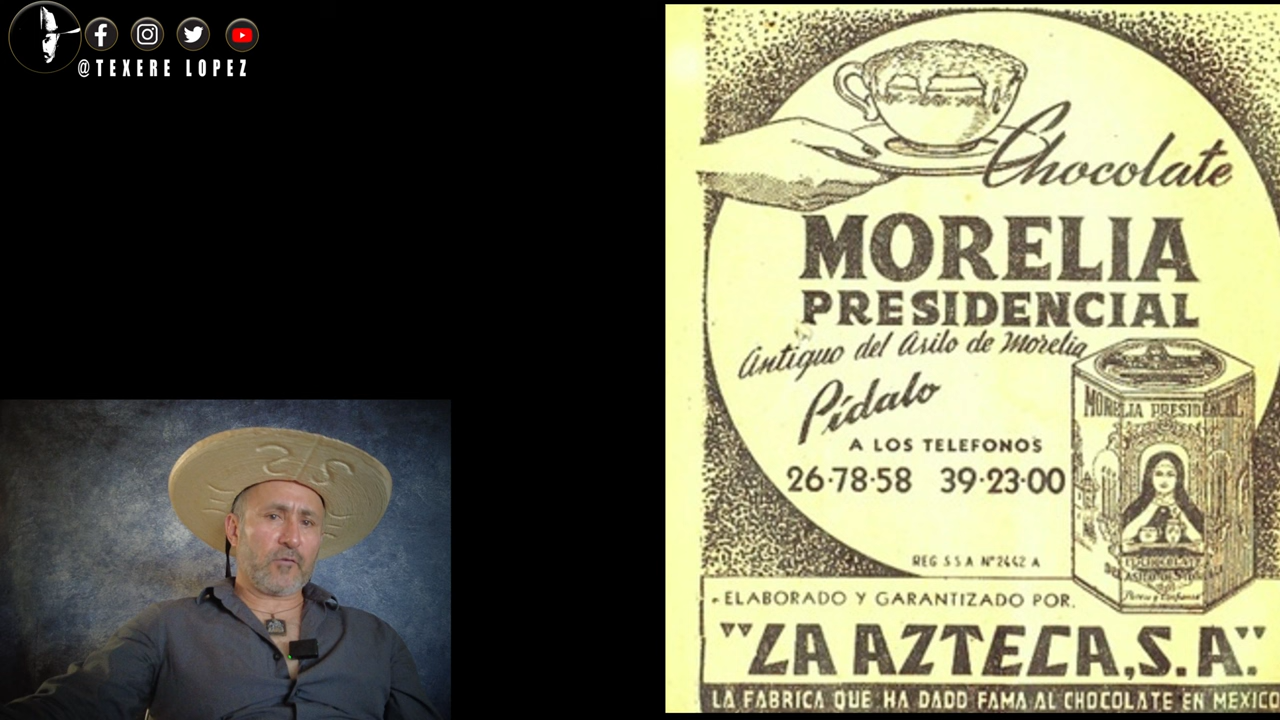 @TEXERE LOPEZ
Chocolate
MORELIA
PRESIDENCIAL
Antiguo del Asilo de Morelia
Pídalo
A LOS TELEFONOS
26·78·58 39·23·00
MORELIA PRESIDENCIAL
REG S S A Nº 2442 A
ELABORADO Y GARANTIZADO POR.
"LA AZTECA, S. A."
LA FABRICA QUE HA DADO FAMA AL CHOCOLATE EN MEXICO